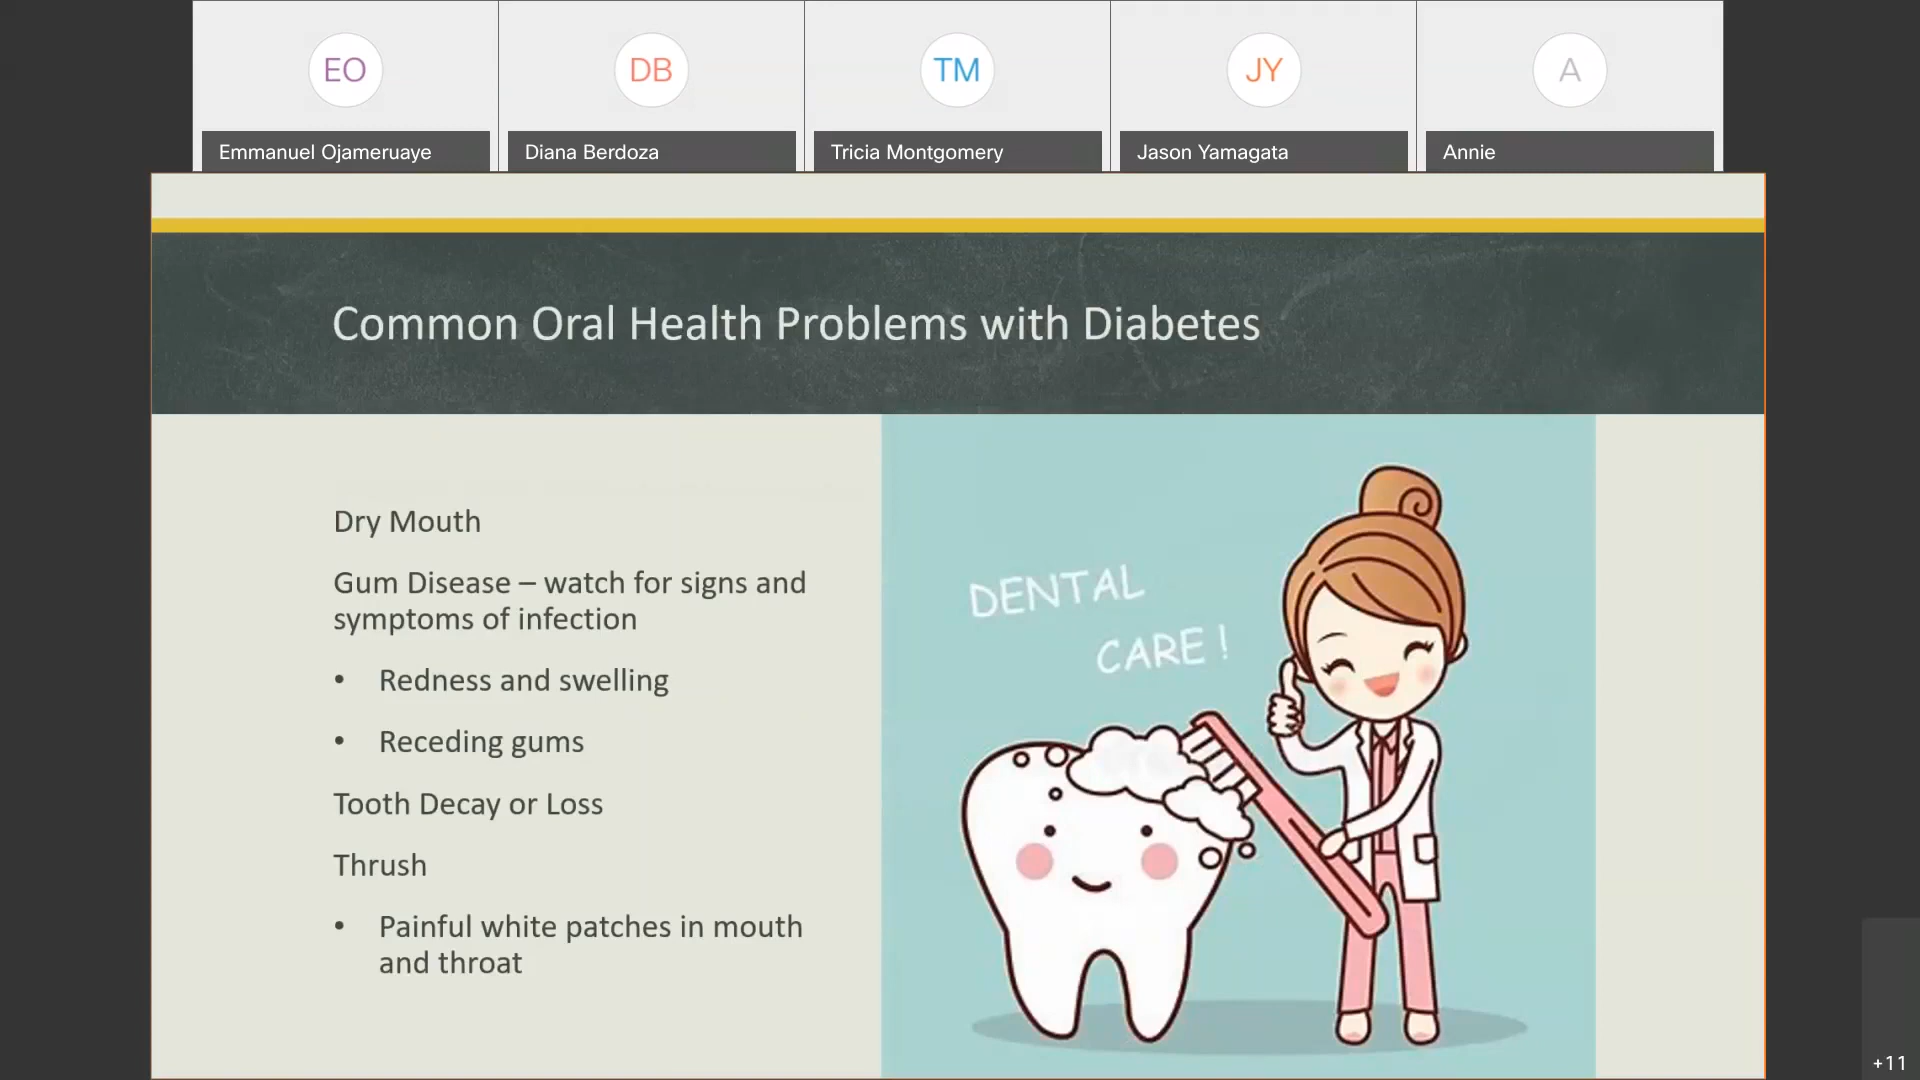 EO
DB
TM
JY
A
Emmanuel Ojameruaye
Diana Berdoza
Tricia Montgomery
Jason Yamagata
Annie
Common Oral Health Problems with Diabetes
Dry Mouth
Gum Disease – watch for signs and
symptoms of infection
• Redness and swelling
• Receding gums
Tooth Decay or Loss
Thrush
• Painful white patches in mouth
and throat
DENTAL
CARE !
+11